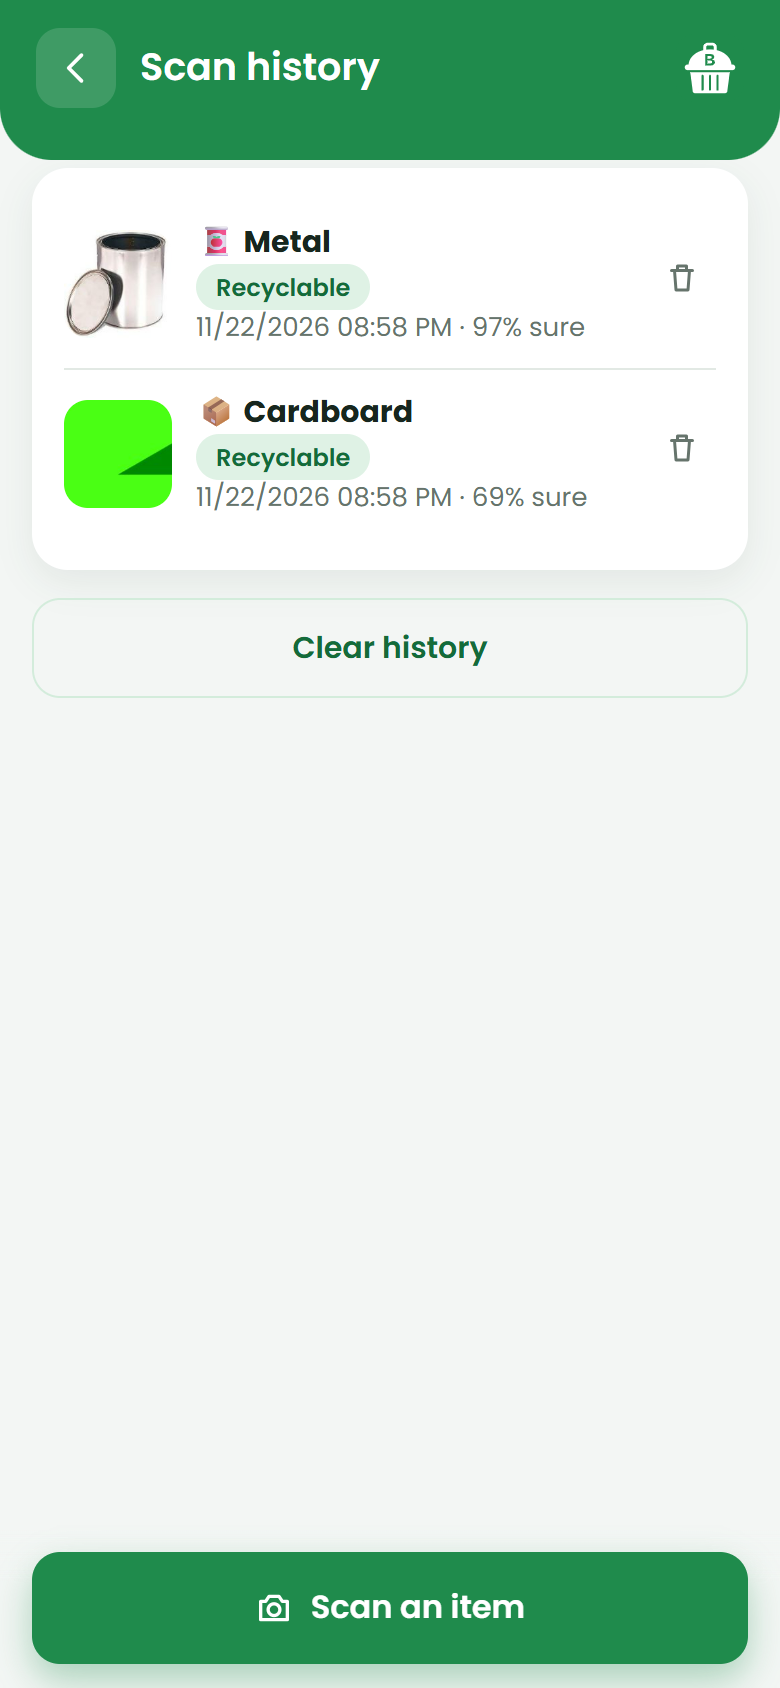 Scan history
B
Metal
Recyclable
11/22/2026 08:58 PM · 97% sure
Cardboard
Recyclable
11/22/2026 08:58 PM · 69% sure
Clear history
Scan an item